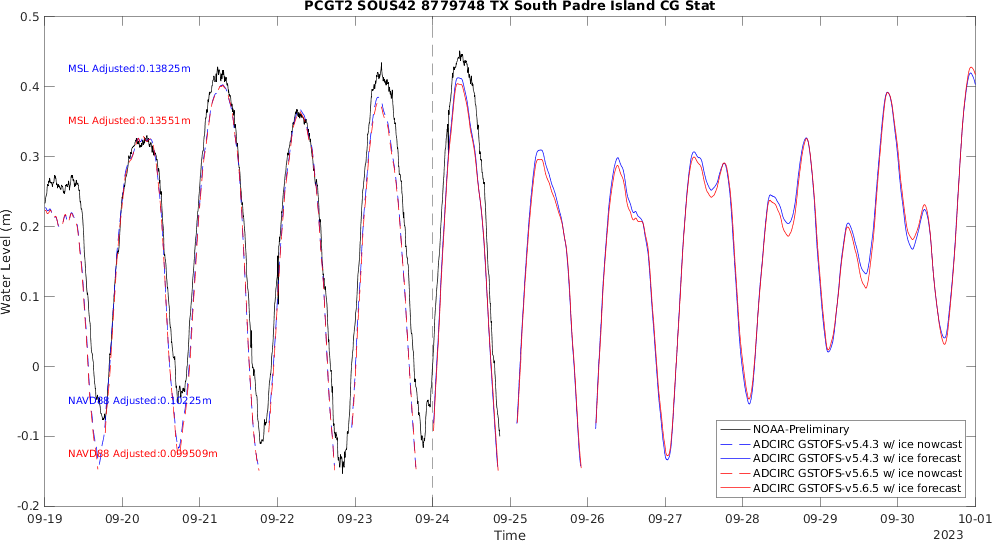 PCGT2 SOUS42 8779748 TX South Padre Island CG Stat
Water Level (m)
0.5
0.4
0.3
0.2
0.1
0
-0.1
-0.2
MSL Adjusted:0.13825m
MSL Adjusted:0.13551m
NAVD88 Adjusted:0.10225m
NAVD88 Adjusted:0.099509m
NOAA-Preliminary
ADCIRC GSTOFS-v5.4.3 w/ ice nowcast
ADCIRC GSTOFS-v5.4.3 w/ ice forecast
ADCIRC GSTOFS-v5.6.5 w/ ice nowcast
ADCIRC GSTOFS-v5.6.5 w/ ice forecast
09-19 09-20 09-21 09-22 09-23 09-24 09-25 09-26 09-27 09-28 09-29 09-30 10-01
Time
2023